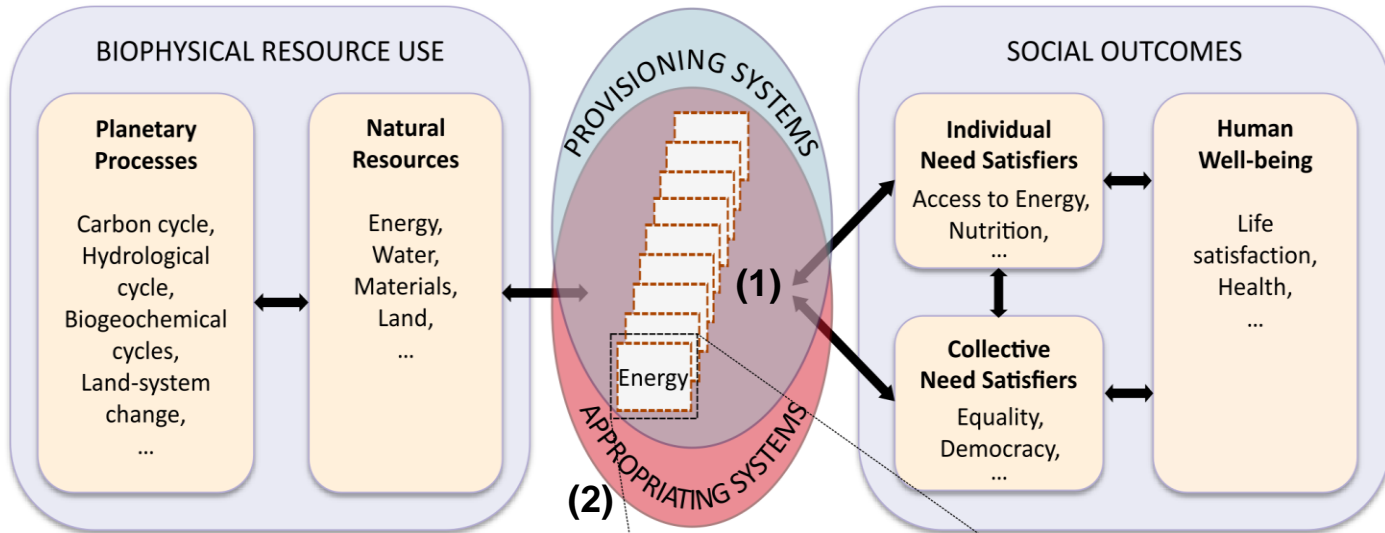 BIOPHYSICAL RESOURCE USE
Planetary
Processes
Carbon cycle,
Hydrological
cycle,
Biogeochemical
cycles,
Land-system
change,
...
Natural
Resources
Energy,
Water,
Materials,
Land,
...
PROVISIONING SYSTEMS
(1)
Energy
APPROPRIATING SYSTEMS
(2)
SOCIAL OUTCOMES
Individual
Need Satisfiers
Access to Energy,
Nutrition,
...
Collective
Need Satisfiers
Equality,
Democracy,
...
Human
Well-being
Life
satisfaction,
Health,
...